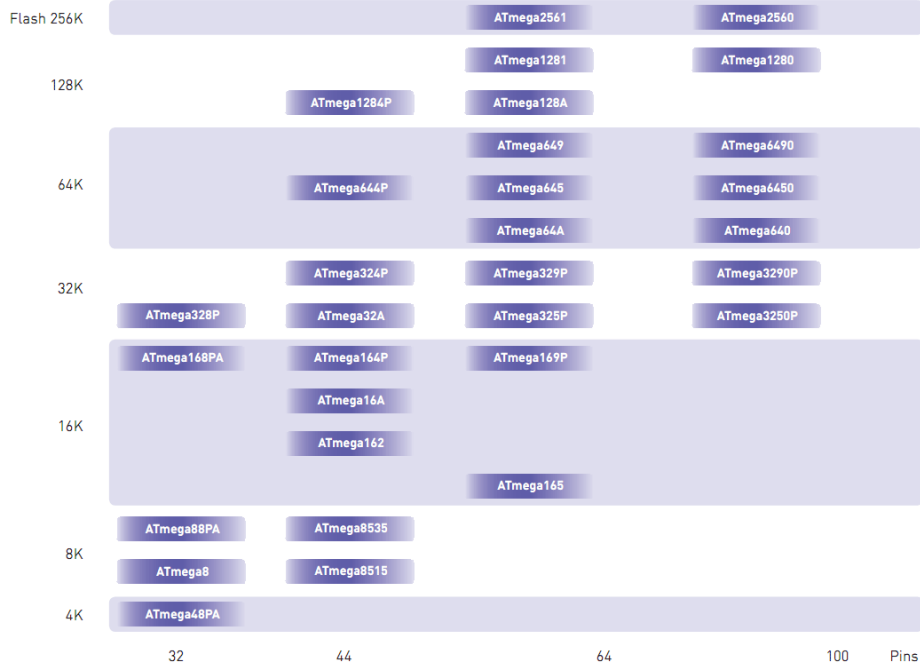 Flash 256K ATmega2561 ATmega2560
ATmega1281 ATmega1280
128K
ATmega1284P ATmega128A
ATmega649 ATmega6490
64K ATmega644P ATmega645 ATmega6450
ATmega64A ATmega640
ATmega324P ATmega329P ATmega3290P
32K
ATmega328P ATmega32A ATmega325P ATmega3250P
ATmega168PA ATmega164P ATmega169P
ATmega16A
16K
ATmega162
ATmega165
ATmega88PA ATmega8535
8K
ATmega8 ATmega8515
4K ATmega48PA
32 44 64 100 Pins